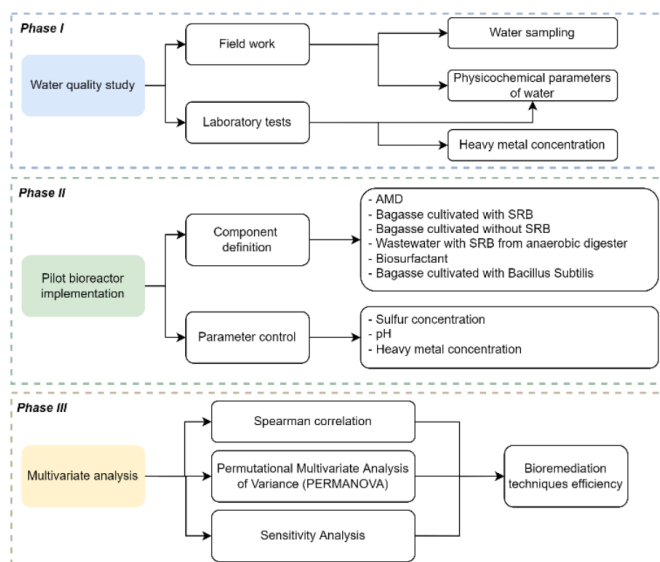 Phase I
Water quality study
Field work
Laboratory tests
Water sampling
Physicochemical parameters
of water
Heavy metal concentration
Phase II
Pilot bioreactor
implementation
Component
definition
- AMD
- Bagasse cultivated with SRB
- Bagasse cultivated without SRB
- Wastewater with SRB from anaerobic digester
- Biosurfactant
- Bagasse cultivated with Bacillus Subtilis
Parameter control
- Sulfur concentration
- pH
- Heavy metal concentration
Phase III
Multivariate analysis
Spearman correlation
Permutational Multivariate Analysis
of Variance (PERMANOVA)
Sensitivity Analysis
Bioremediation
techniques efficiency